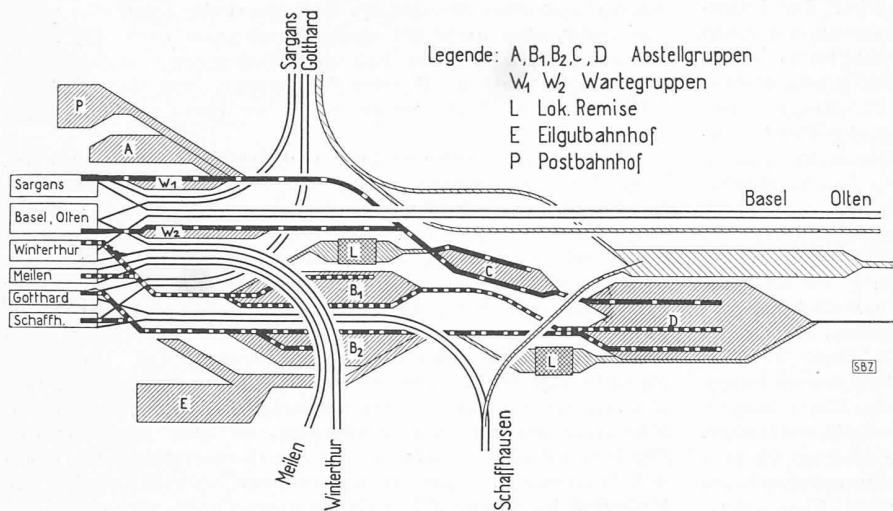 Sargans
Gotthard
Legende: A,B1,B2,C,D Abstellgruppen
W1 W2 Wartegruppen
L Lok. Remise
E Eilgutbahnhof
P Postbahnhof
P
A
W1
Sargans
Basel, Olten
Winterthur
Meilen
Gotthard
Schaffh.
W2
Basel Olten
L
C
B1
D
B2
L
E
SBZ
Meilen
Winterthur
Schaffhausen